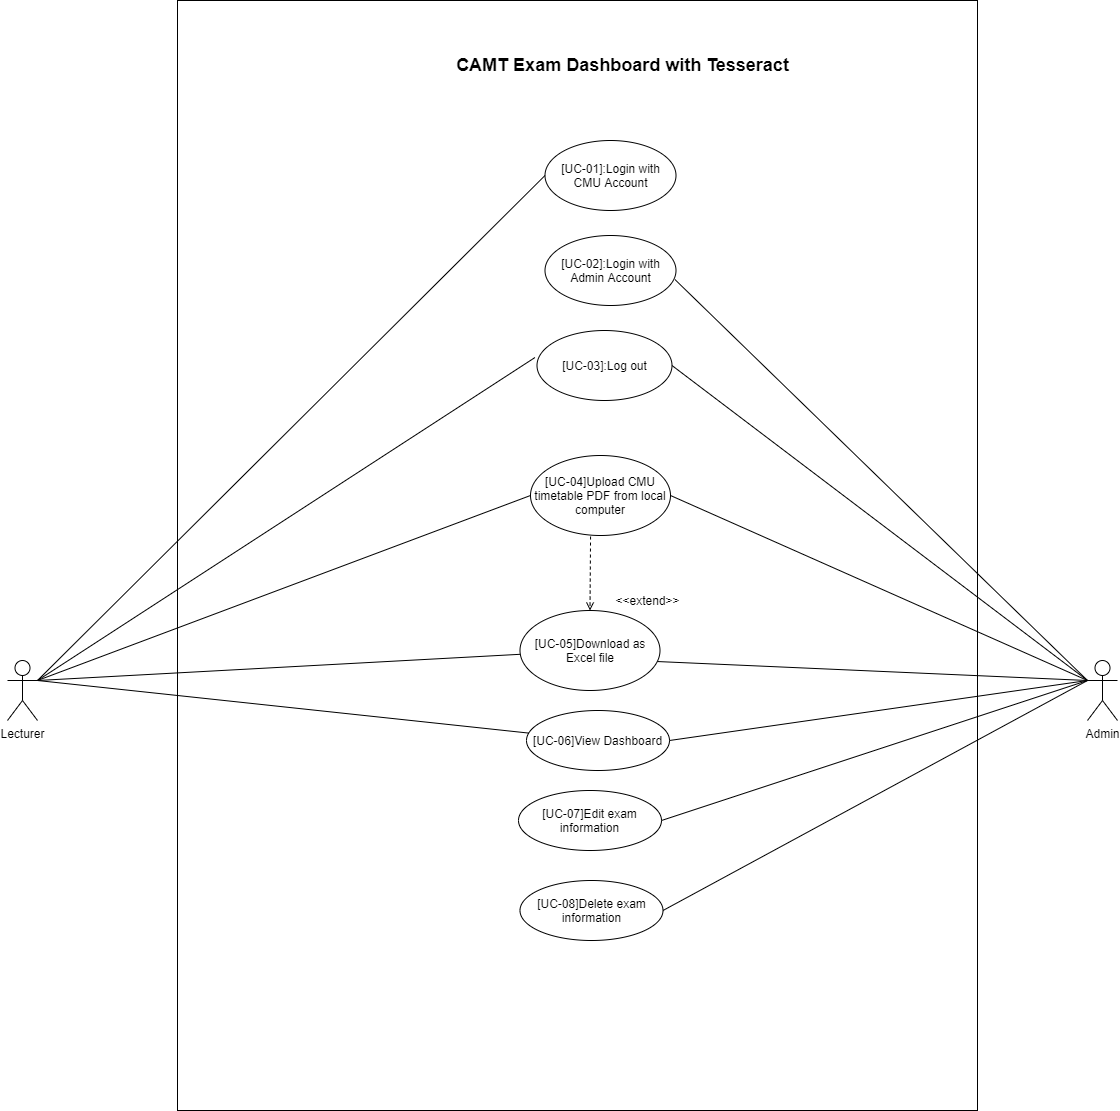 CAMT Exam Dashboard with Tesseract
[UC-01]:Login with
CMU Account
[UC-02]:Login with
Admin Account
[UC-03]:Log out
[UC-04]Upload CMU
timetable PDF from local
computer
<<extend>>
[UC-05]Download as
Excel file
Lecturer
Admin
[UC-06]View Dashboard
[UC-07]Edit exam
information
[UC-08]Delete exam
information